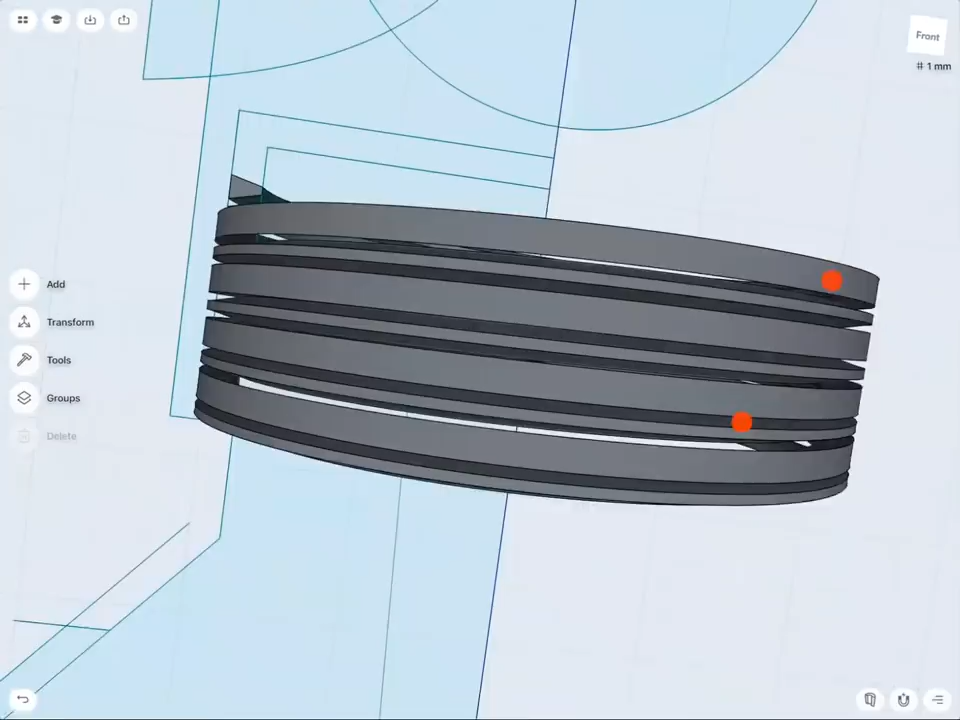 Front
# 1 mm
Add
Transform
Tools
Groups
Delete